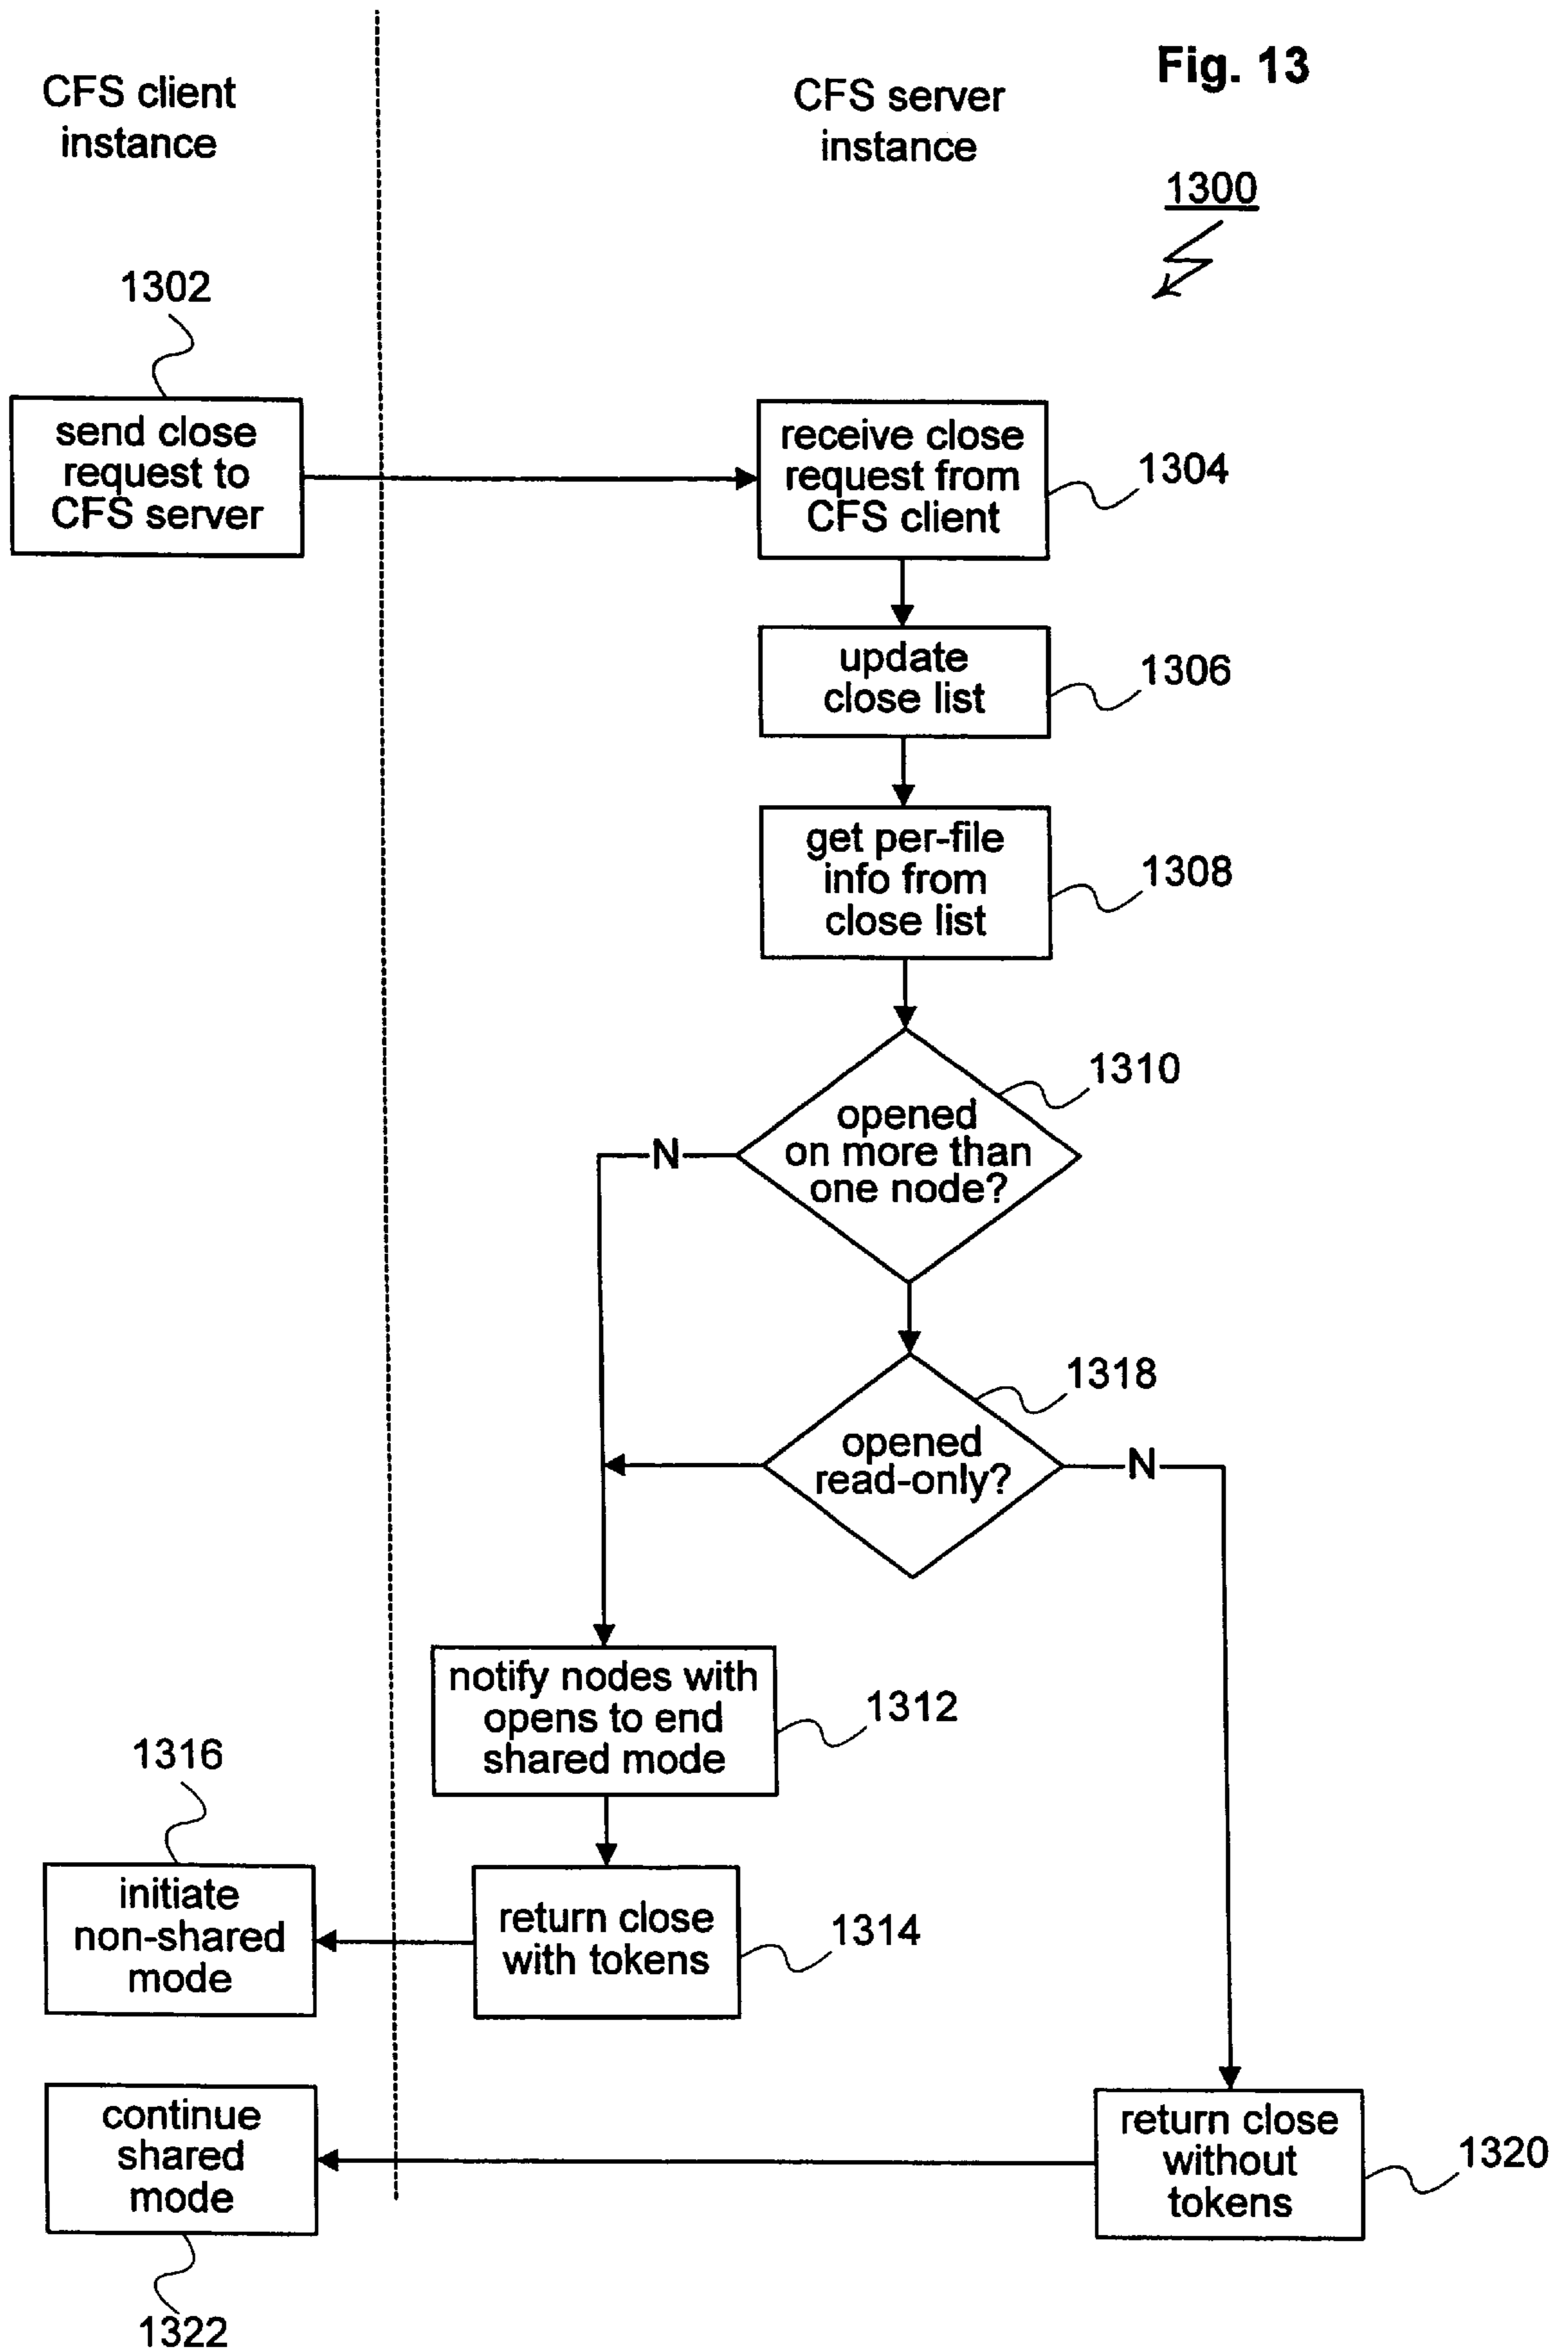 Fig. 13
CFS client
instance
CFS server
instance
1300
1302
send close
request to
CFS server
receive close
request from
CFS client
1304
update
close list
1306
get per-file
info from
close list
1308
1310
opened
on more than
one node?
N
1318
opened
read-only?
N
notify nodes with
opens to end
shared mode
1312
1316
initiate
non-shared
mode
return close
with tokens
1314
continue
shared
mode
return close
without
tokens
1320
1322